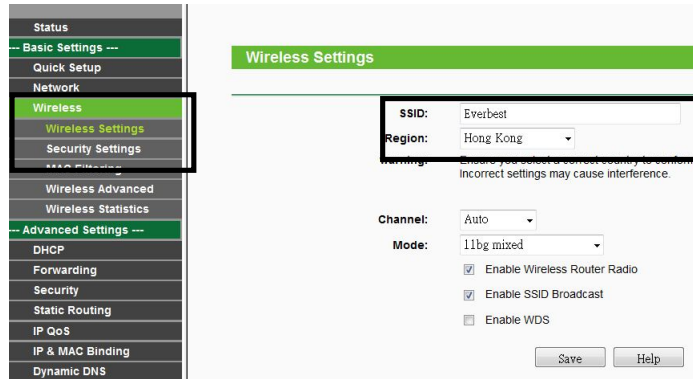 Status
--- Basic Settings ---
Quick Setup
Network
Wireless
Wireless Settings
Security Settings
MAC Filtering
Wireless Advanced
Wireless Statistics
--- Advanced Settings ---
DHCP
Forwarding
Security
Static Routing
IP QoS
IP & MAC Binding
Dynamic DNS
Wireless Settings
SSID: Everbest
Region: Hong Kong
Warning: Ensure you select a correct country to conform
Incorrect settings may cause interference.
Channel: Auto
Mode: 11bg mixed
Enable Wireless Router Radio
Enable SSID Broadcast
Enable WDS
Save Help